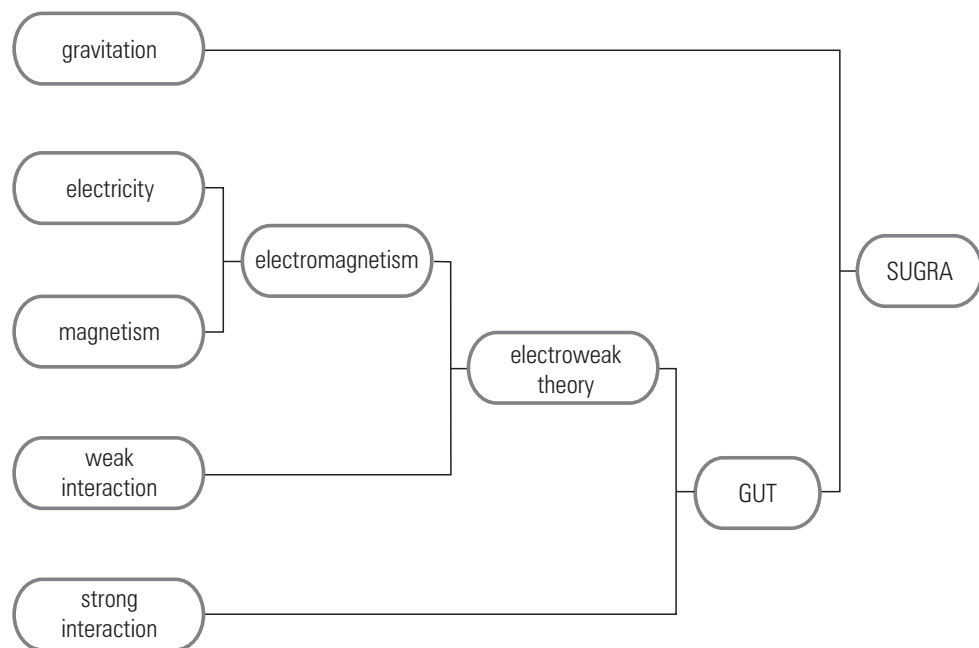 gravitation
electricity
electromagnetism
magnetism
SUGRA
electroweak
theory
weak
interaction
GUT
strong
interaction